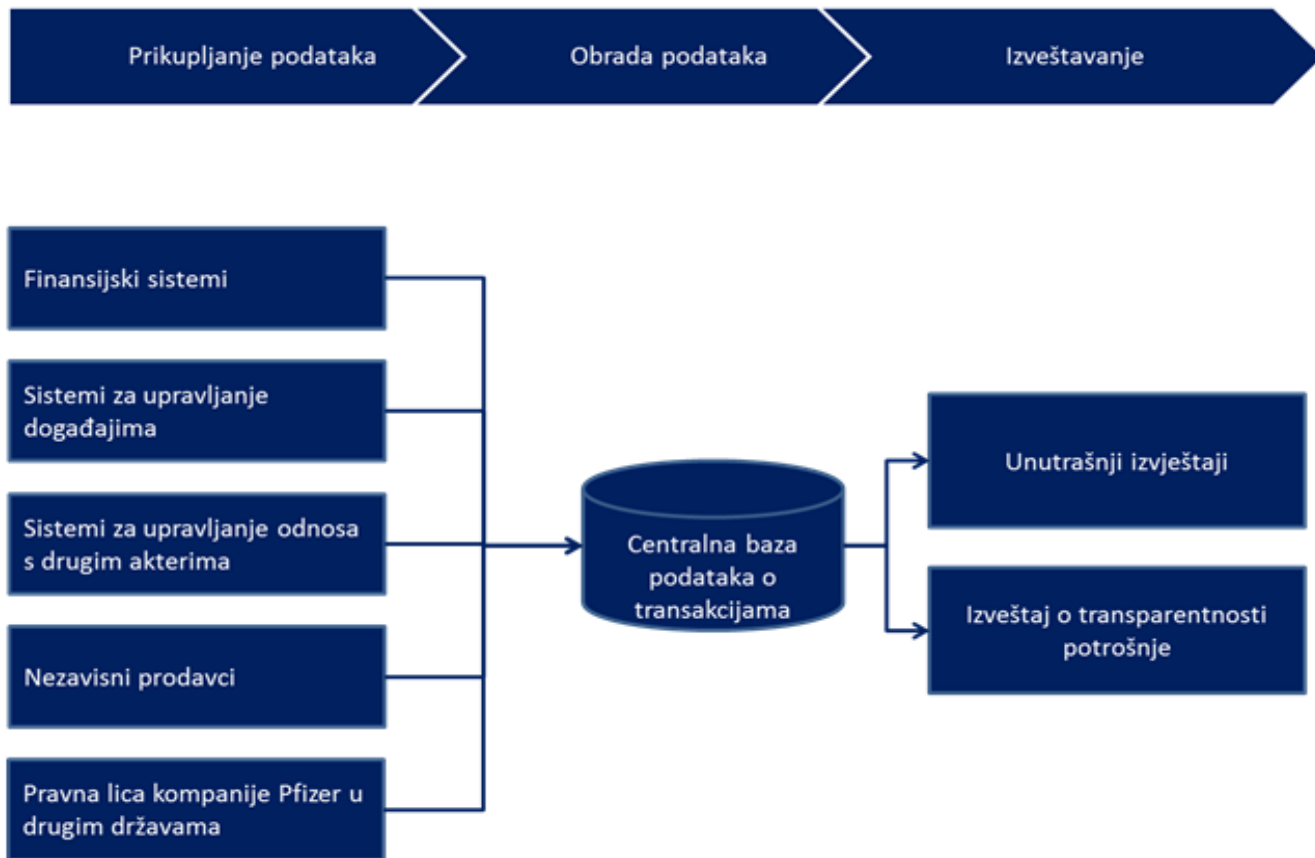 Prikupljanje podataka
Obrada podataka
Izveštavanje
Finansijski sistemi
Sistemi za upravljanje
događajima
Sistemi za upravljanje odnosa
s drugim akterima
Nezavisni prodavci
Pravna lica kompanije Pfizer u
drugim državama
Centralna baza
podataka o
transakcijama
Unutrašnji izvještaji
Izveštaj o transparentnosti
potrošnje